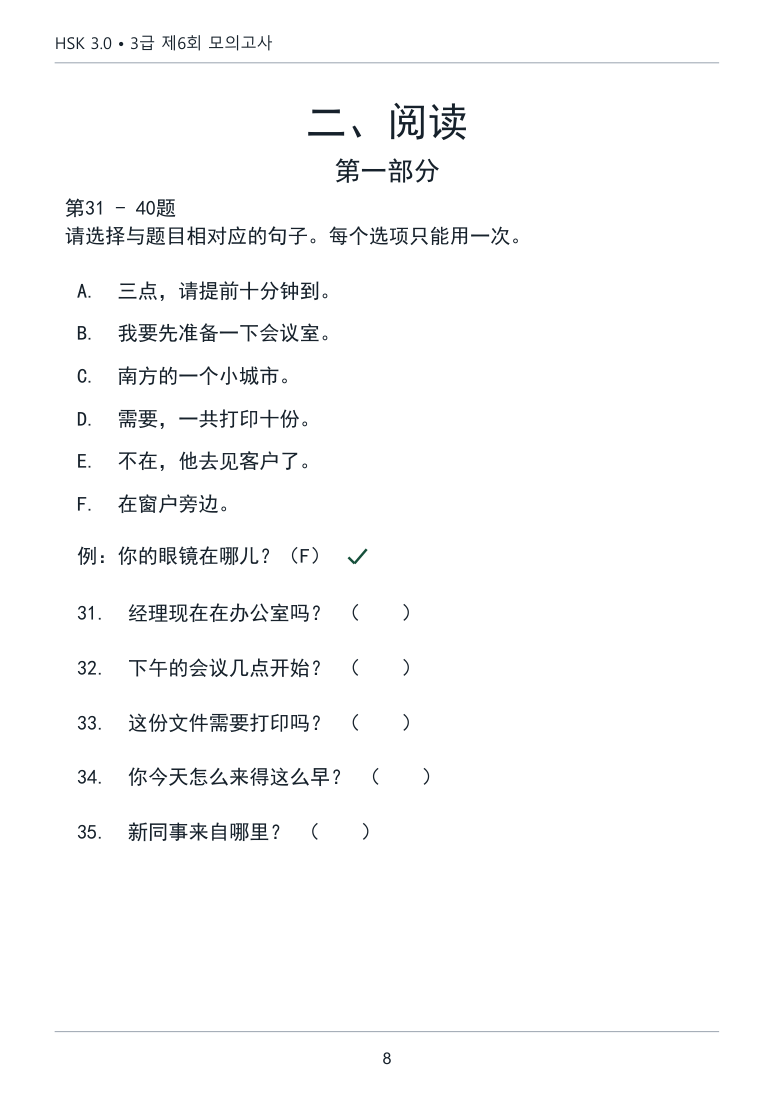 HSK 3.0 • 3급 제6회 모의고사
二、阅读
第一部分
第31 - 40题
请选择与题目相对应的句子。每个选项只能用一次。
A. 三点，请提前十分钟到。
B. 我要先准备一下会议室。
C. 南方的一个小城市。
D. 需要，一共打印十份。
E. 不在，他去见客户了。
F. 在窗户旁边。
例：你的眼镜在哪儿？（F） ✓
31. 经理现在在办公室吗？ （  ）
32. 下午的会议几点开始？ （  ）
33. 这份文件需要打印吗？ （  ）
34. 你今天怎么来得这么早？ （  ）
35. 新同事来自哪里？ （  ）
8